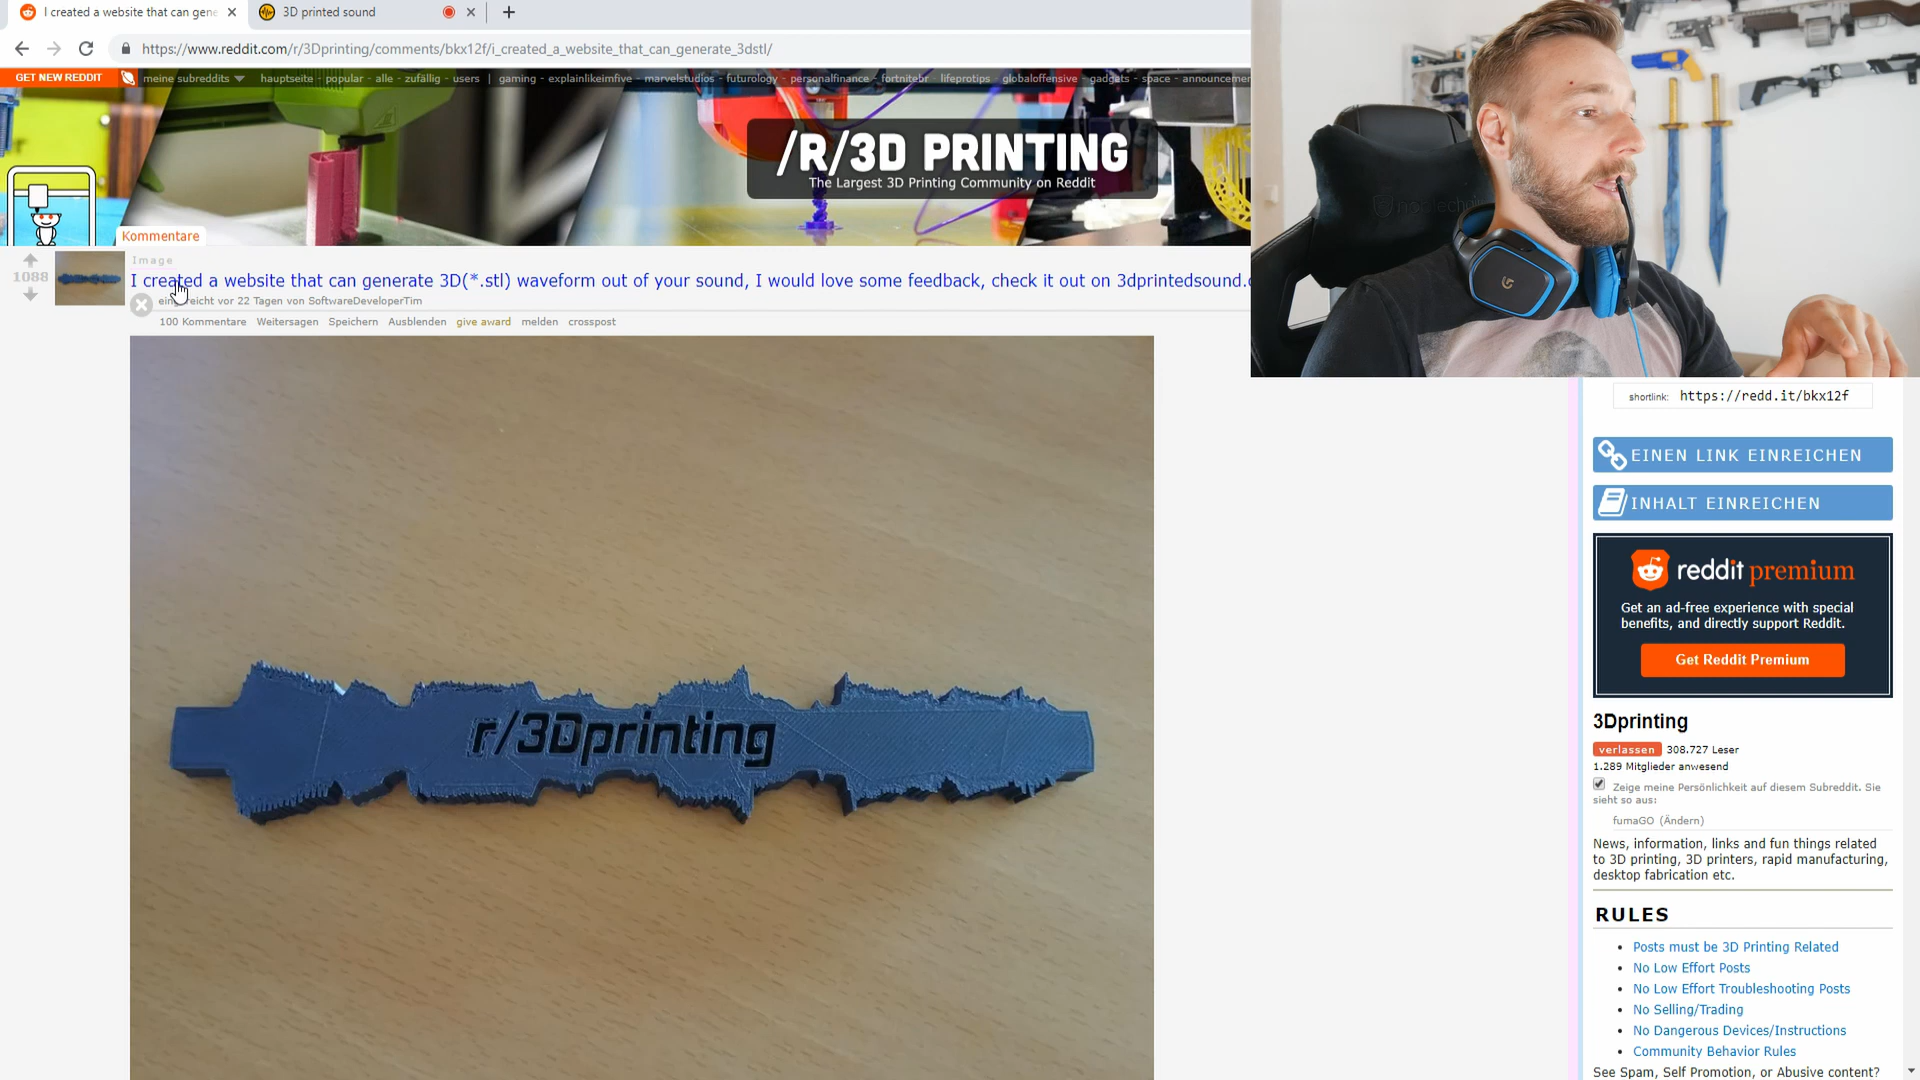 I created a website that can gene
3D printed sound
https://www.reddit.com/r/3Dprinting/comments/bkx12f/i_created_a_website_that_can_generate_3dstl/
GET NEW REDDIT
meine subreddits
hauptseite - popular - alle - zufällig - users | gaming - explainlikeimfive - marvelstudios - futurology - personalfinance - fortnitebr - lifeprotips - globaloffensive - gadgets - space - announcemen
/R/3D PRINTING
The Largest 3D Printing Community on Reddit
Kommentare
1088
Image
I created a website that can generate 3D(*.stl) waveform out of your sound, I would love some feedback, check it out on 3dprintedsound.c
eingereicht vor 22 Tagen von SoftwareDeveloperTim
100 Kommentare Weitersagen Speichern Ausblenden give award melden crosspost
r/3Dprinting
shortlink: https://redd.it/bkx12f
EINEN LINK EINREICHEN
INHALT EINREICHEN
reddit premium
Get an ad-free experience with special
benefits, and directly support Reddit.
Get Reddit Premium
3Dprinting
verlassen 308.727 Leser
1.289 Mitglieder anwesend
Zeige meine Persönlichkeit auf diesem Subreddit. Sie
sieht so aus:
fumaGO (Ändern)
News, information, links and fun things related
to 3D printing, 3D printers, rapid manufacturing,
desktop fabrication etc.
RULES
Posts must be 3D Printing Related
No Low Effort Posts
No Low Effort Troubleshooting Posts
No Selling/Trading
No Dangerous Devices/Instructions
Community Behavior Rules
See Spam, Self Promotion, or Abusive content?